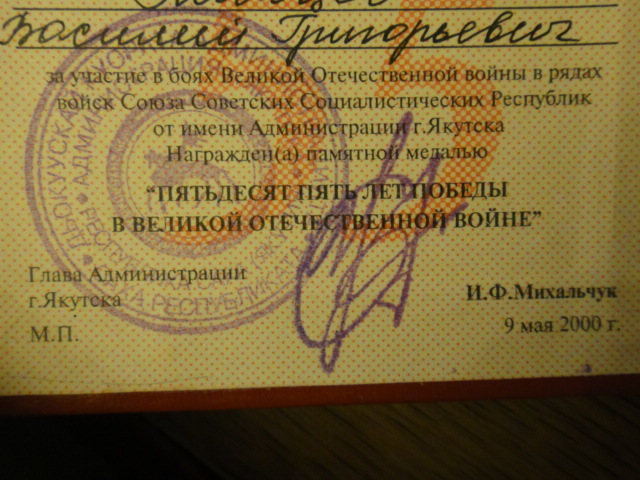 Василий Григорьевич
за участие в боях Великой Отечественной войны в рядах
войск Союза Советских Социалистических Республик
от имени Администрации г.Якутска
Награжден(а) памятной медалью
“ПЯТЬДЕСЯТ ПЯТЬ ЛЕТ ПОБЕДЫ
В ВЕЛИКОЙ ОТЕЧЕСТВЕННОЙ ВОЙНЕ”
Глава Администрации
г.Якутска
И.Ф.Михальчук
М.П.
9 мая 2000 г.